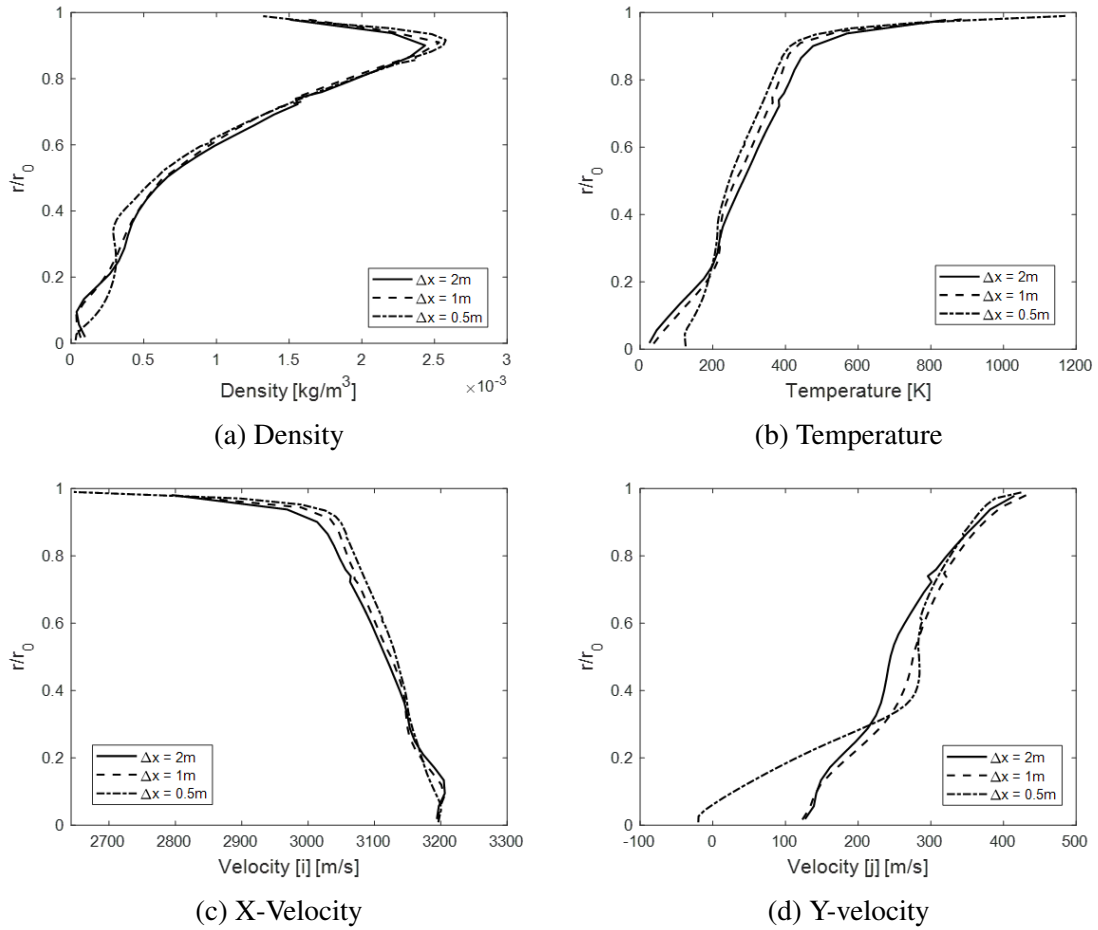 1
0.8
0.6
0.4
0.2
0
r/r0
0 0.5 1 1.5 2 2.5 3
×10-3
Density [kg/m3]
Δx = 2m
Δx = 1m
Δx = 0.5m
(a) Density
1
0.8
0.6
0.4
0.2
0
r/r0
0 200 400 600 800 1000 1200
Temperature [K]
Δx = 2m
Δx = 1m
Δx = 0.5m
(b) Temperature
1
0.8
0.6
0.4
0.2
0
r/r0
2700 2800 2900 3000 3100 3200 3300
Velocity [i] [m/s]
Δx = 2m
Δx = 1m
Δx = 0.5m
(c) X-Velocity
1
0.8
0.6
0.4
0.2
0
r/r0
-100 0 100 200 300 400 500
Velocity [j] [m/s]
Δx = 2m
Δx = 1m
Δx = 0.5m
(d) Y-velocity